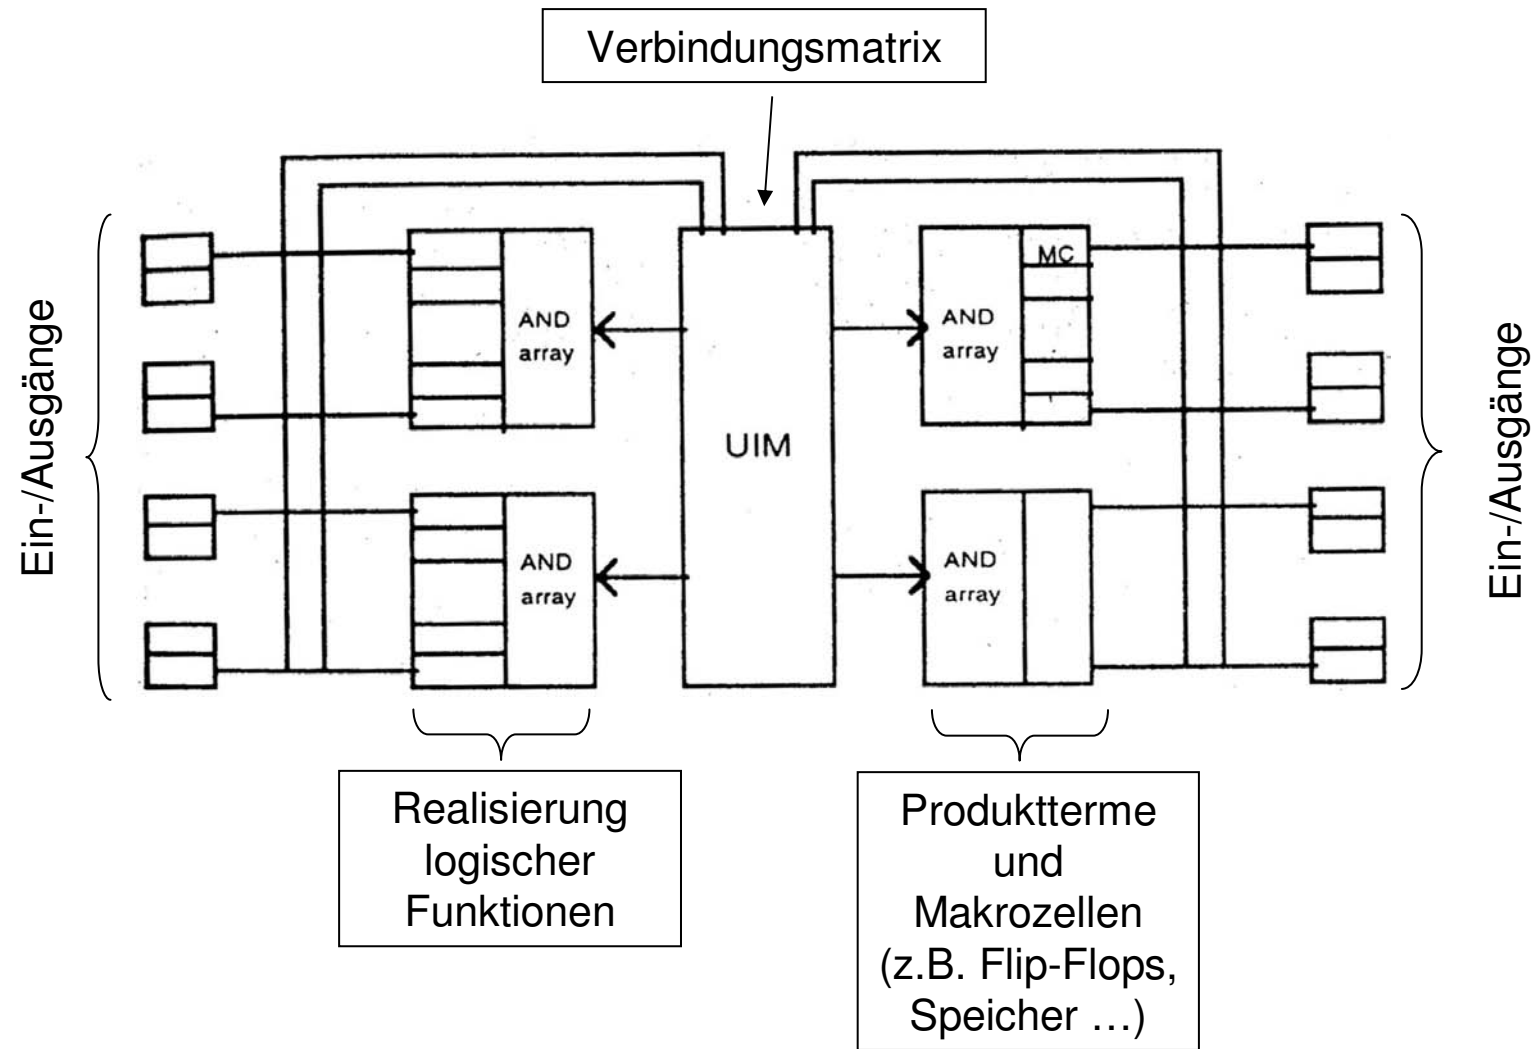 Verbindungsmatrix
Ein-/Ausgänge
AND
array
AND
array
UIM
AND
array
MC
AND
array
Ein-/Ausgänge
Realisierung
logischer
Funktionen
Produktterme
und
Makrozellen
(z.B. Flip-Flops,
Speicher …)